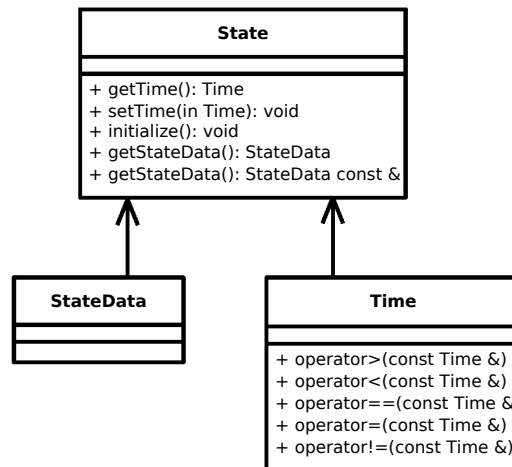 State
+ getTime(): Time
+ setTime(in Time): void
+ initialize(): void
+ getStateData(): StateData
+ getStateData(): StateData const &
StateData
Time
+ operator>(const Time &)
+ operator<(const Time &)
+ operator==(const Time &
+ operator=(const Time &)
+ operator!=(const Time &)